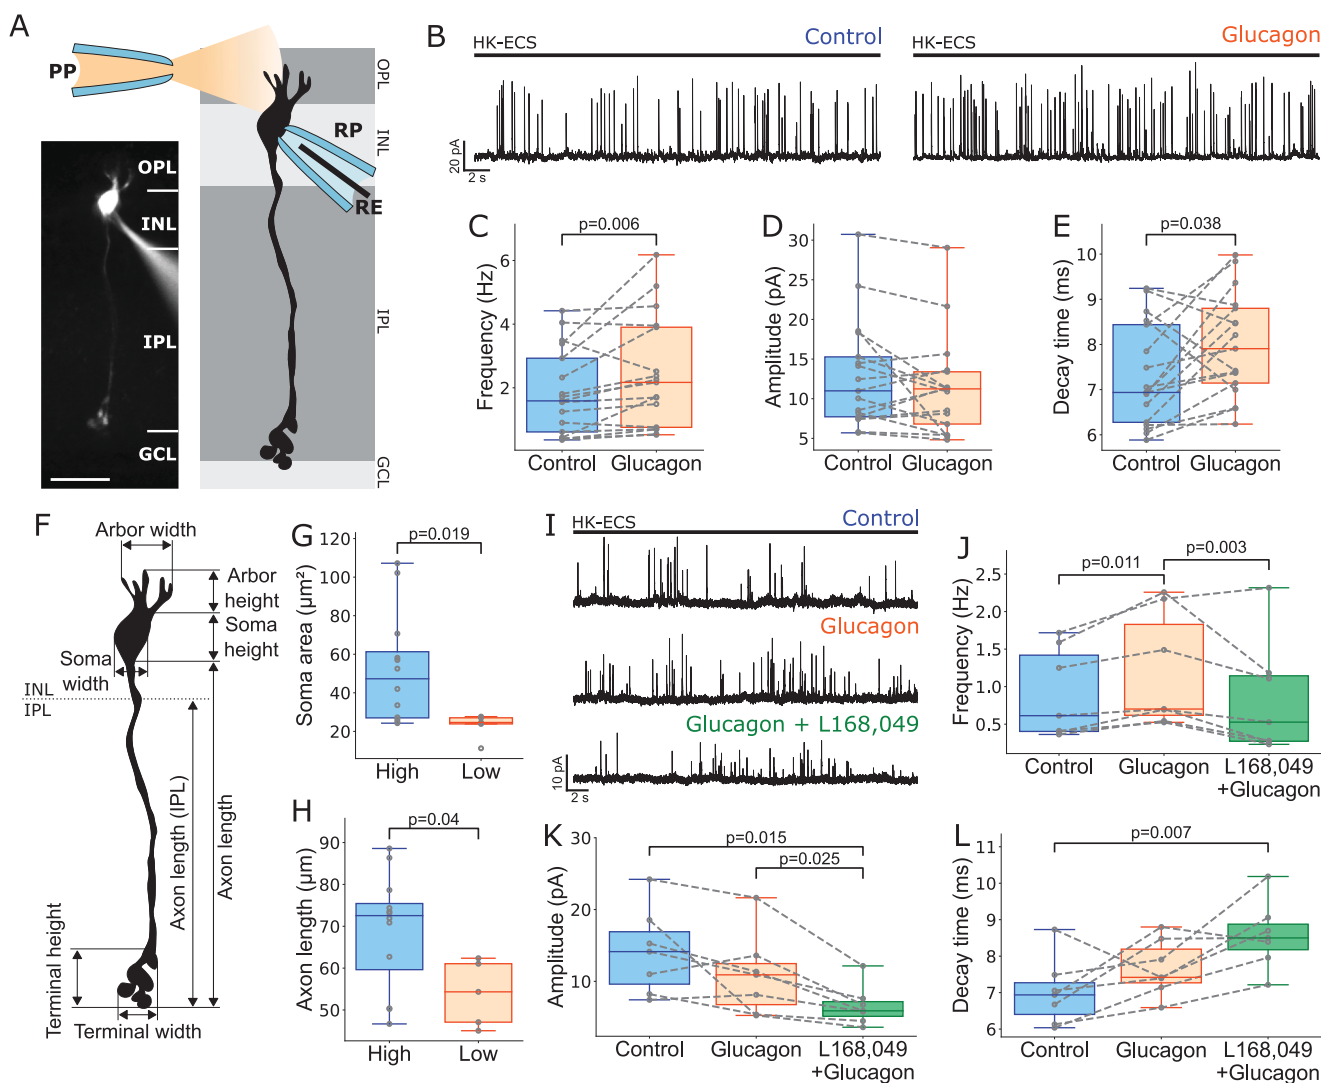 A
PP
OPL
INL
RP
RE
IPL
GCL
OPL
INL
IPL
GCL
B
HK-ECS
Control
HK-ECS
Glucagon
20 pA
2 s
C
p=0.006
Frequency (Hz)
6
4
2
Control
Glucagon
D
Amplitude (pA)
30
25
20
15
10
5
Control
Glucagon
E
p=0.038
Decay time (ms)
10
9
8
7
6
Control
Glucagon
F
Arbor width
Arbor
height
Soma
height
Soma
width
INL
IPL
Axon length (IPL)
Axon length
Terminal height
Terminal width
G
p=0.019
Soma area (μm²)
120
100
80
60
40
20
High
Low
H
p=0.04
Axon length (μm)
90
80
70
60
50
High
Low
I
HK-ECS
Control
Glucagon
Glucagon + L168,049
10 pA
2 s
J
p=0.011
p=0.003
Frequency (Hz)
2.5
2.0
1.5
1.0
0.5
Control
Glucagon
L168,049
+Glucagon
K
p=0.015
p=0.025
Amplitude (pA)
30
20
10
Control
Glucagon
L168,049
+Glucagon
L
p=0.007
Decay time (ms)
11
10
9
8
7
6
Control
Glucagon
L168,049
+Glucagon